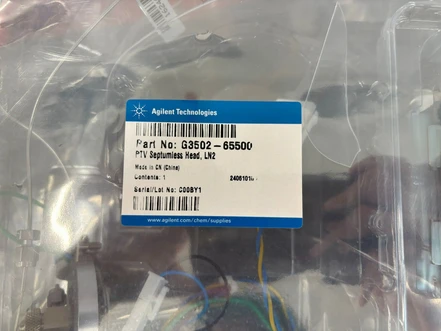 Agilent Technologies
Part No: G3502-65500
PTV Septumless Head, LN2
Made in CN (China)
Contents: 1
Serial/Lot No: C00BY1
www.agilent.com/chem/supplies